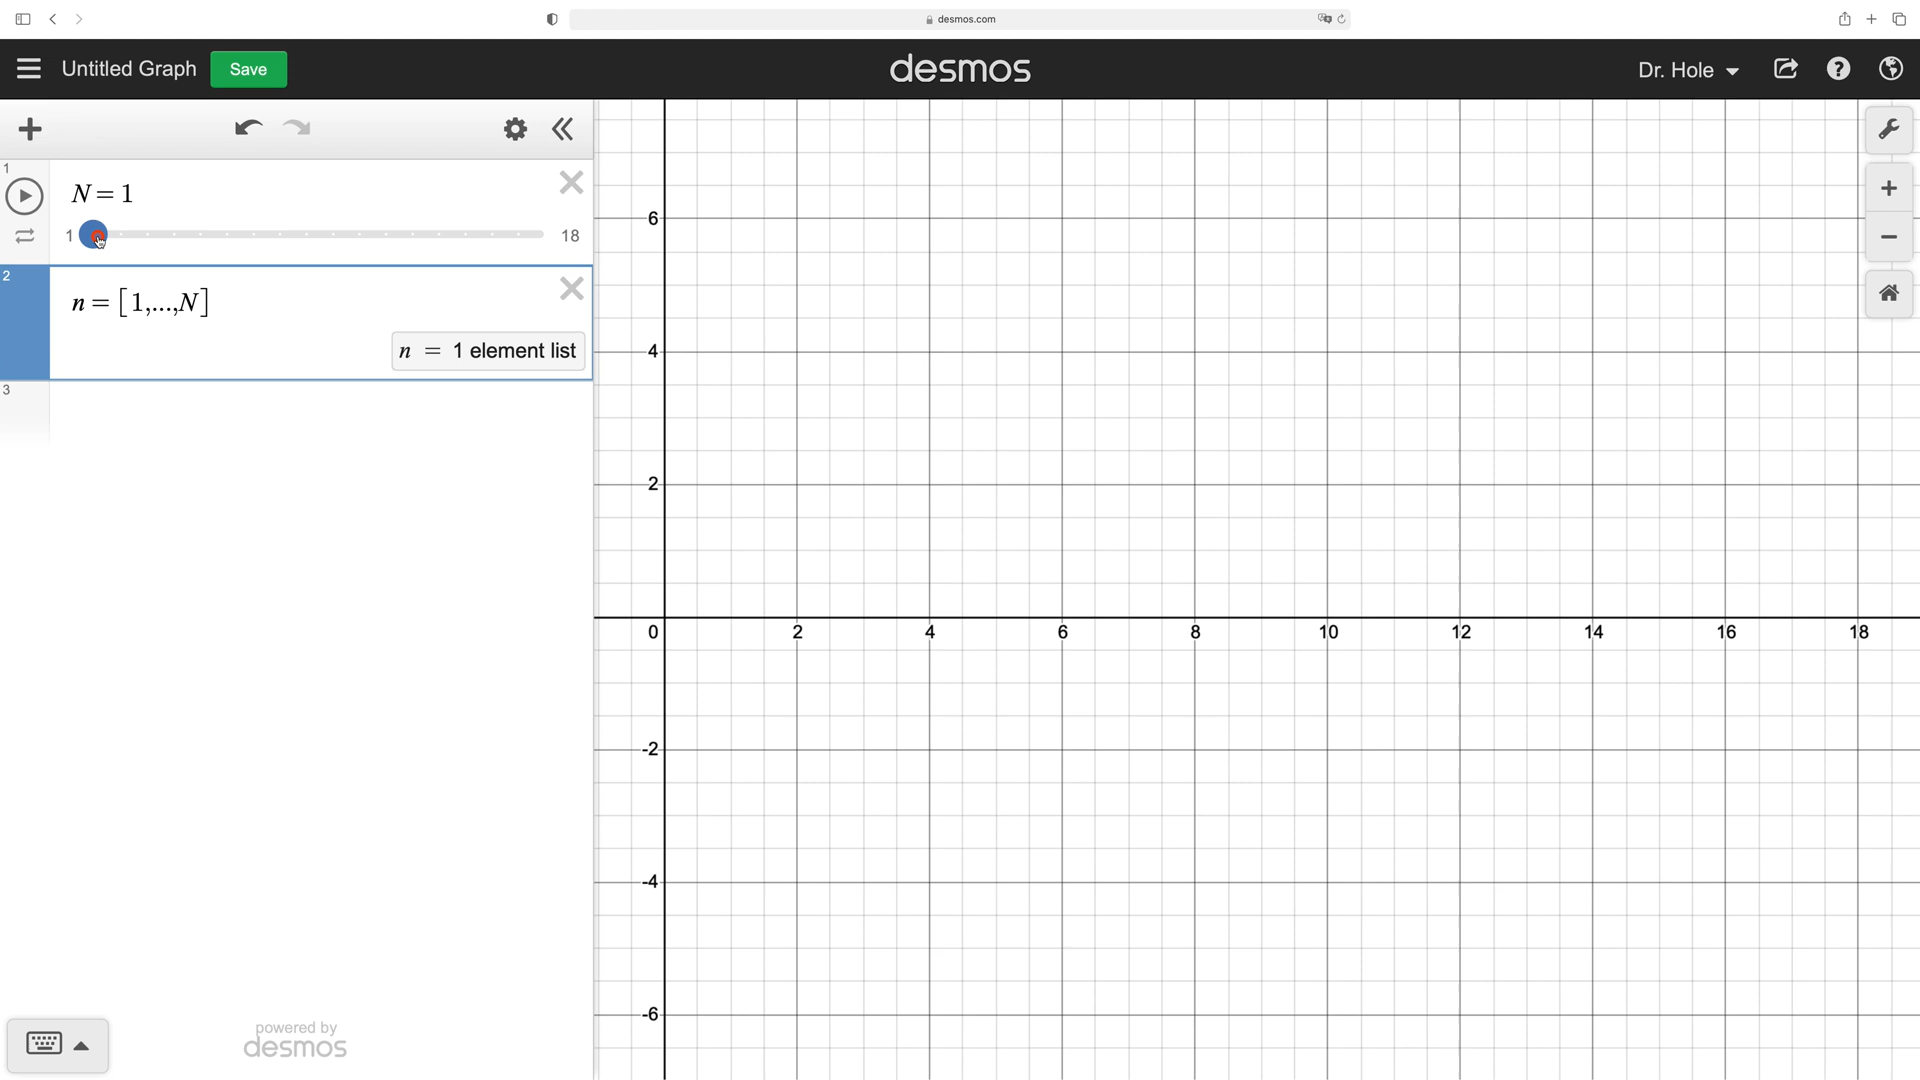 desmos.com
Untitled Graph Save desmos Dr. Hole
1
N = 1
1 18
2
n = [1,...,N]
n = 1 element list
3
6
4
2
0 2 4 6 8 10 12 14 16 18
-2
-4
-6
powered by
desmos